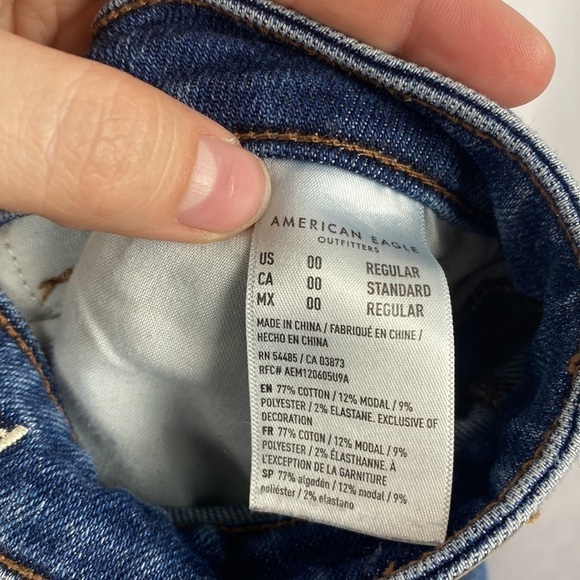 AMERICAN EAGLE
OUTFITTERS
US 00 REGULAR
CA 00 STANDARD
MX 00 REGULAR
MADE IN CHINA / FABRIQUÉ EN CHINE /
HECHO EN CHINA
RN 54485 / CA 03873
RFC# AEM120605U9A
EN 77% COTTON / 12% MODAL / 9%
POLYESTER / 2% ELASTANE. EXCLUSIVE OF
DECORATION
FR 77% COTON / 12% MODAL / 9%
POLYESTER / 2% ÉLASTHANNE. À
L'EXCEPTION DE LA GARNITURE
SP 77% algodón / 12% modal / 9%
poliéster / 2% elastano